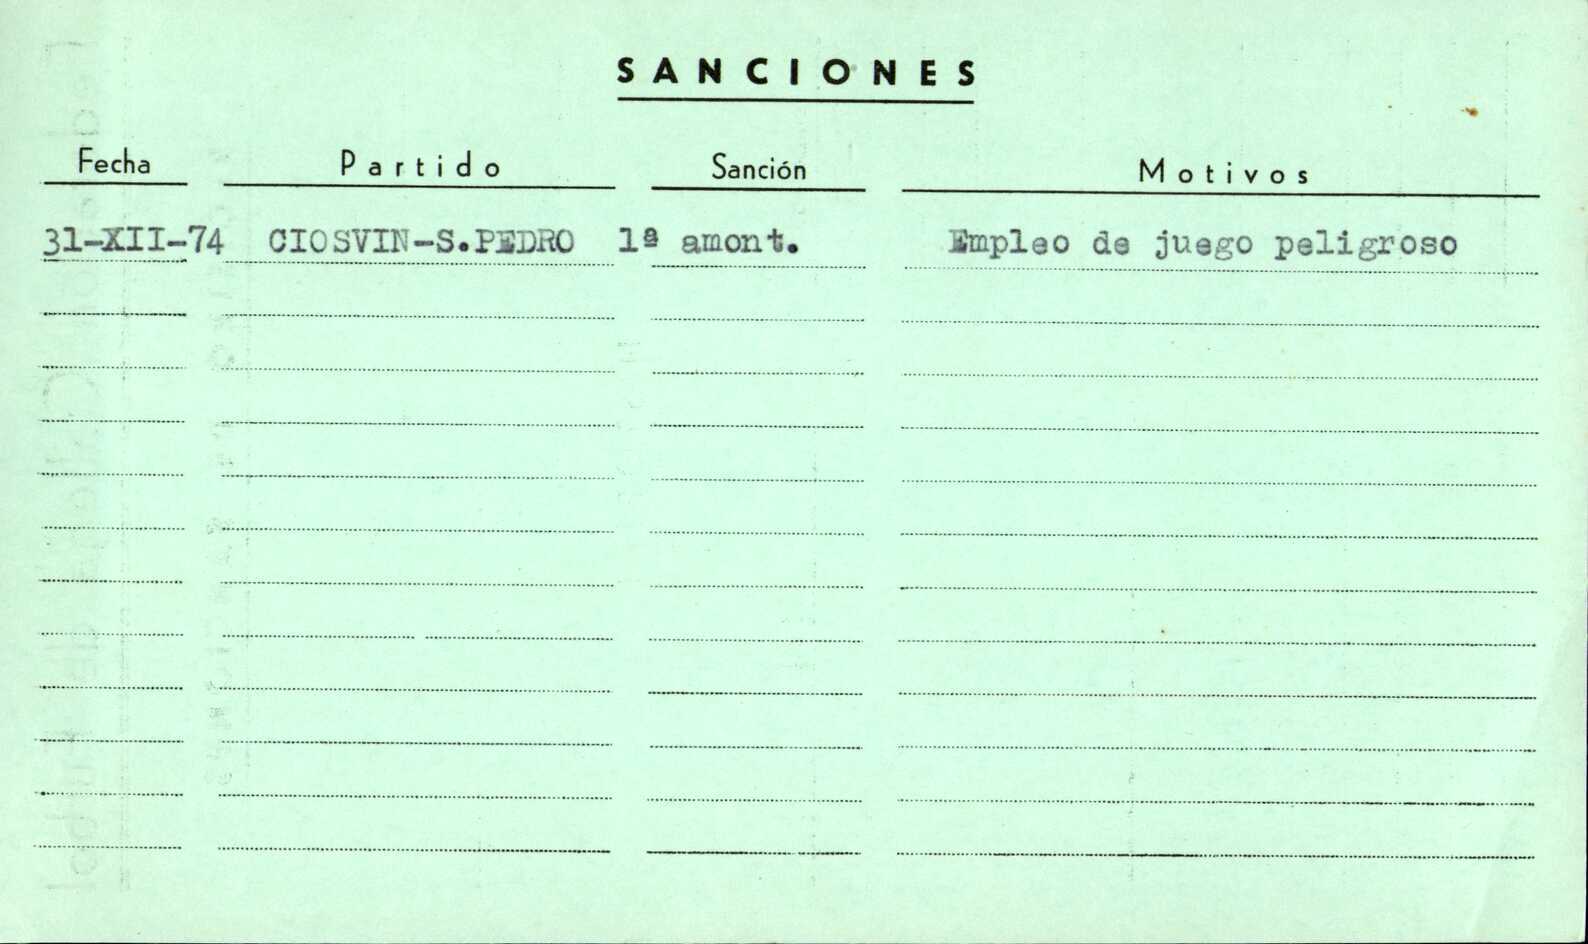 SANCIONES
Fecha Partido Sanción Motivos
31-XII-74 CIOSVIN-S.PEDRO 1ª amont. Empleo de juego peligroso